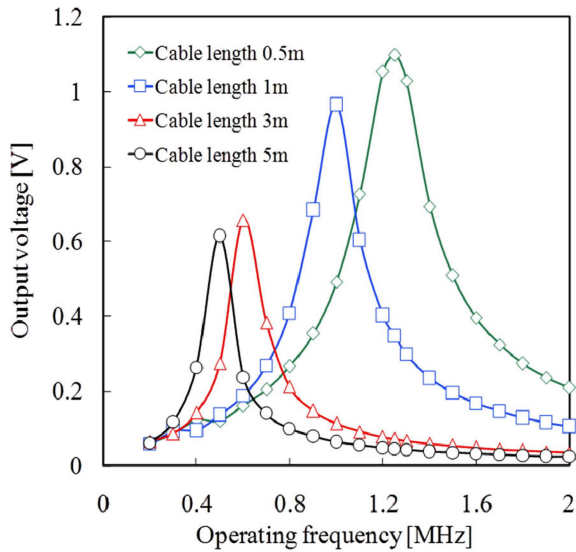 1.2
1
0.8
0.6
0.4
0.2
0
Output voltage [V]
Cable length 0.5m
Cable length 1m
Cable length 3m
Cable length 5m
0.4
0.8
1.2
1.6
2
Operating frequency [MHz]